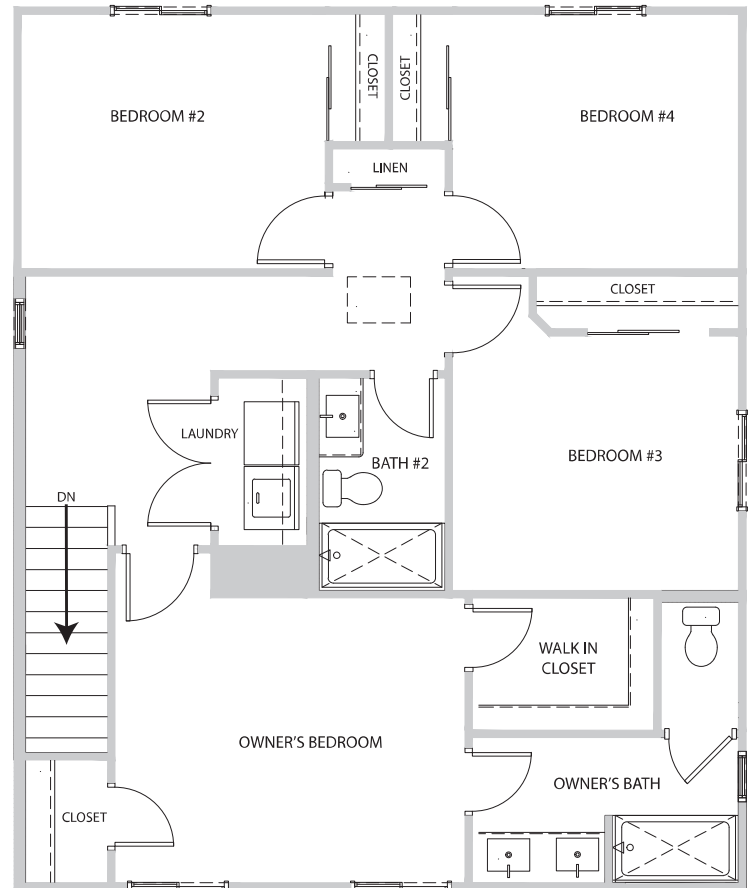 BEDROOM #2
CLOSET
CLOSET
BEDROOM #4
LINEN
CLOSET
LAUNDRY
BATH #2
BEDROOM #3
DN
WALK IN
CLOSET
OWNER'S BEDROOM
OWNER'S BATH
CLOSET